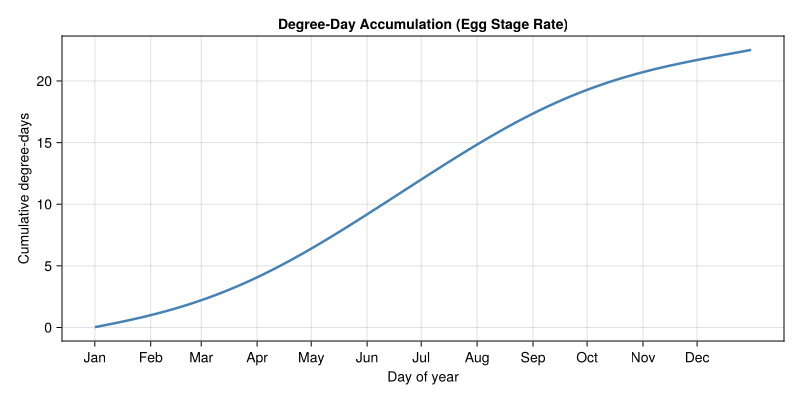 Degree-Day Accumulation (Egg Stage Rate)
Cumulative degree-days
20
15
10
5
0
Jan Feb Mar Apr May Jun Jul Aug Sep Oct Nov Dec
Day of year